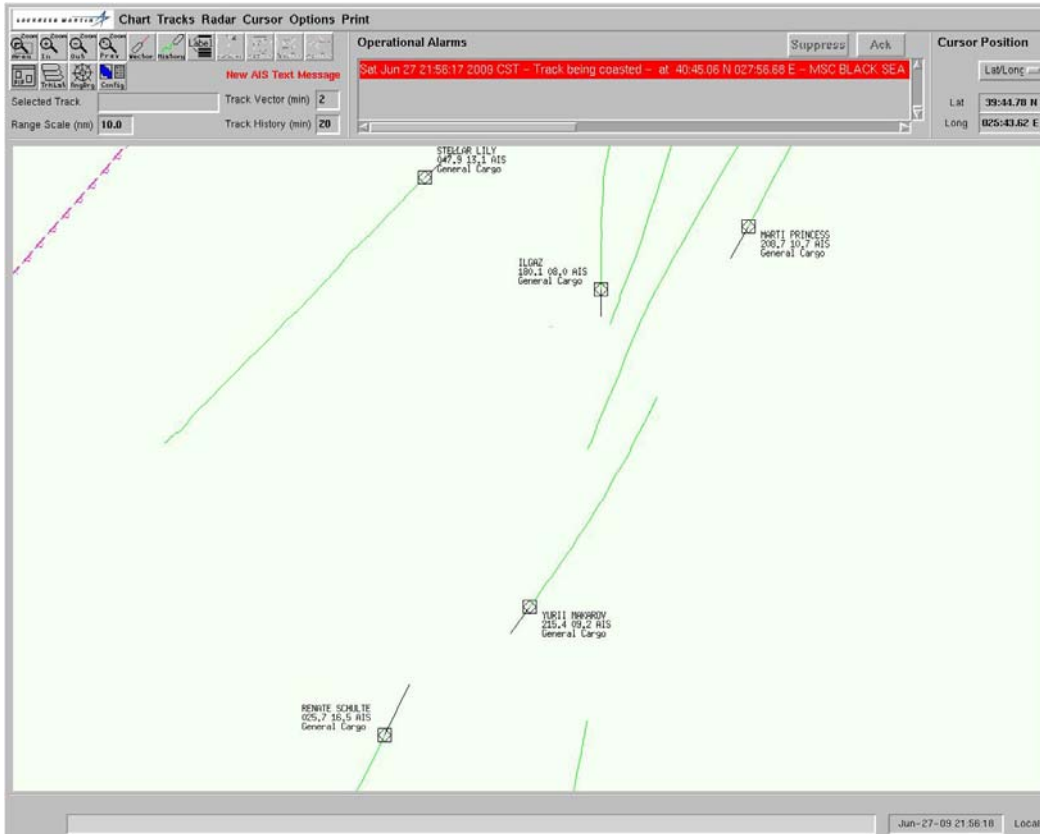 LOCKHEED MARTIN
Chart Tracks Radar Cursor Options Print
Zoom Zoom Zoom Zoom
Area In Out Prev Vector History Label
TrkLst RngBrg Config
New AIS Text Message
Selected Track
Track Vector (min) 2
Range Scale (nm) 10.0
Track History (min) 20
Operational Alarms
Suppress Ack
Sat Jun 27 21:56:17 2009 CST - Track being coasted - at 40:45.06 N 027:56.68 E - MSC BLACK SEA
Cursor Position
Lat/Long
Lat 39:44.78 N
Long 025:43.62 E
STELLAR LILY
047.9 13.1 AIS
General Cargo
MARTI PRINCESS
208.7 10.7 AIS
General Cargo
ILGAZ
180.1 08.0 AIS
General Cargo
YURII MAKAROV
215.4 09.2 AIS
General Cargo
RENATE SCHULTE
025.7 16.5 AIS
General Cargo
Jun-27-09 21:56:18 Local